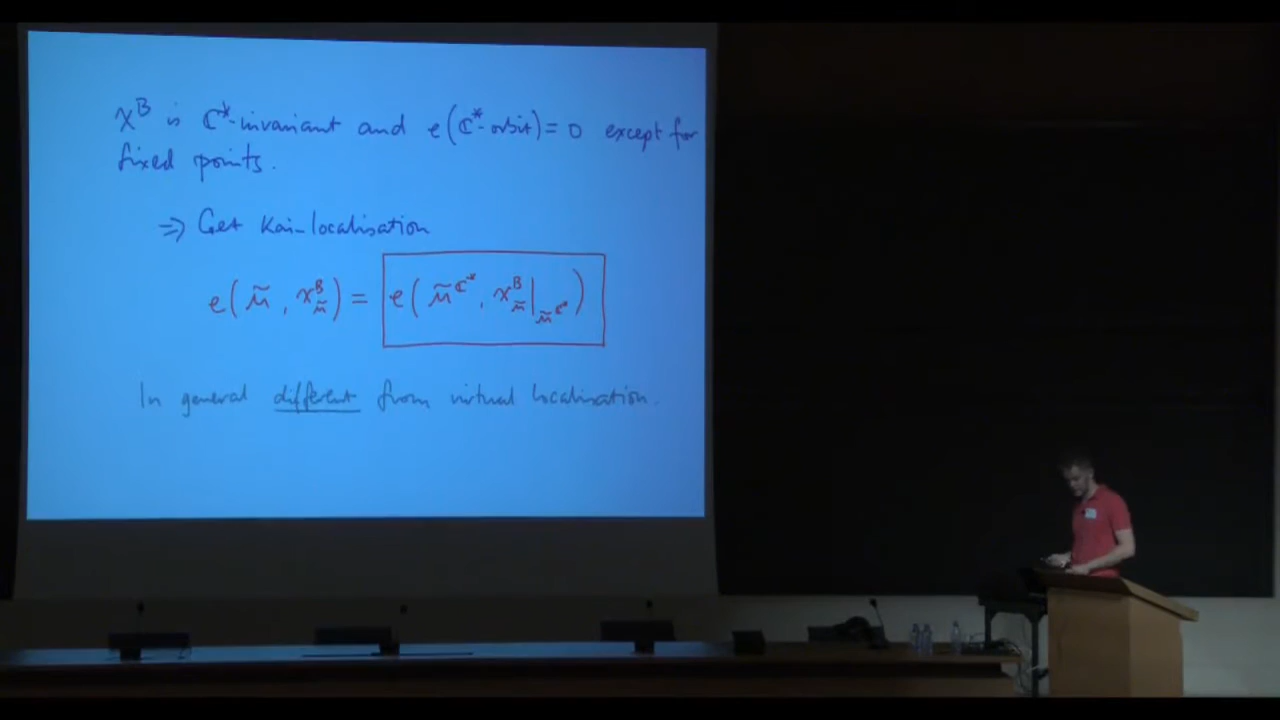 χ^B is ℂ*-invariant and e(ℂ*-orbit) = 0 except for
fixed points.
⇒ Get Kai-localisation
e(M̃, χ^B_M̃) = e(M̃^ℂ*, χ^B_M̃|_M̃^ℂ*)
In general different from virtual localisation.